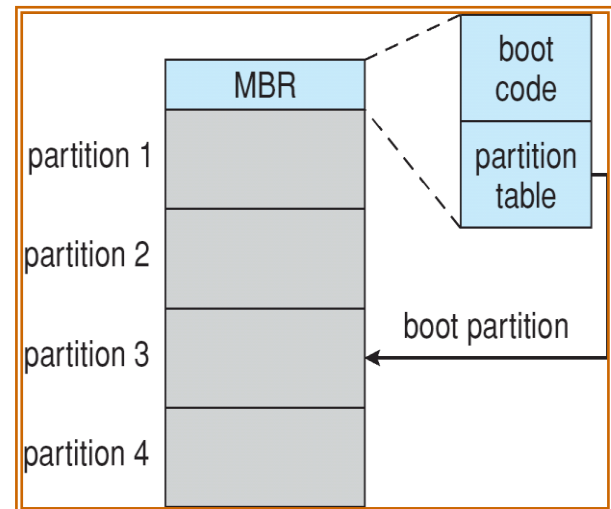 MBR
boot
code
partition
table
partition 1
partition 2
boot partition
partition 3
partition 4